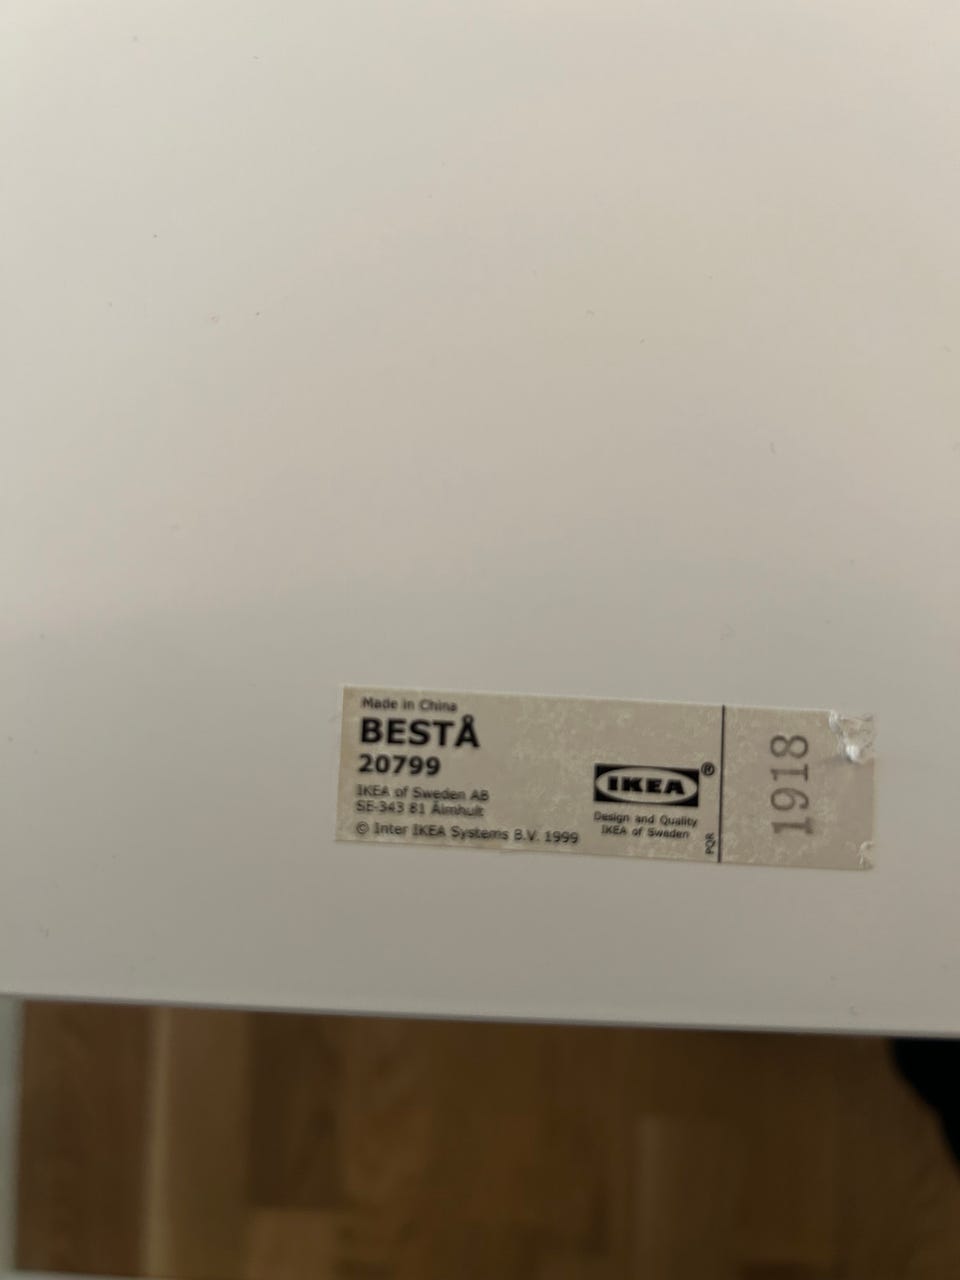 Made in China
BESTÅ
20799
IKEA of Sweden AB
SE-343 81 Älmhult
© Inter IKEA Systems B.V. 1999
IKEA®
Design and Quality
IKEA of Sweden
PQR
1918